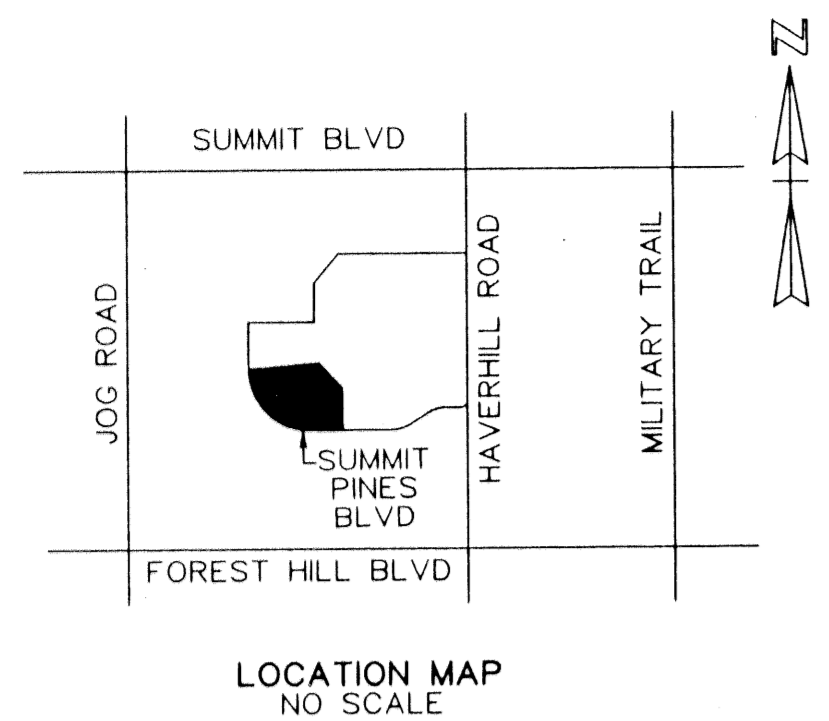 N
SUMMIT BLVD
JOG ROAD
HAVERHILL ROAD
MILITARY TRAIL
SUMMIT
PINES
BLVD
FOREST HILL BLVD
LOCATION MAP
NO SCALE